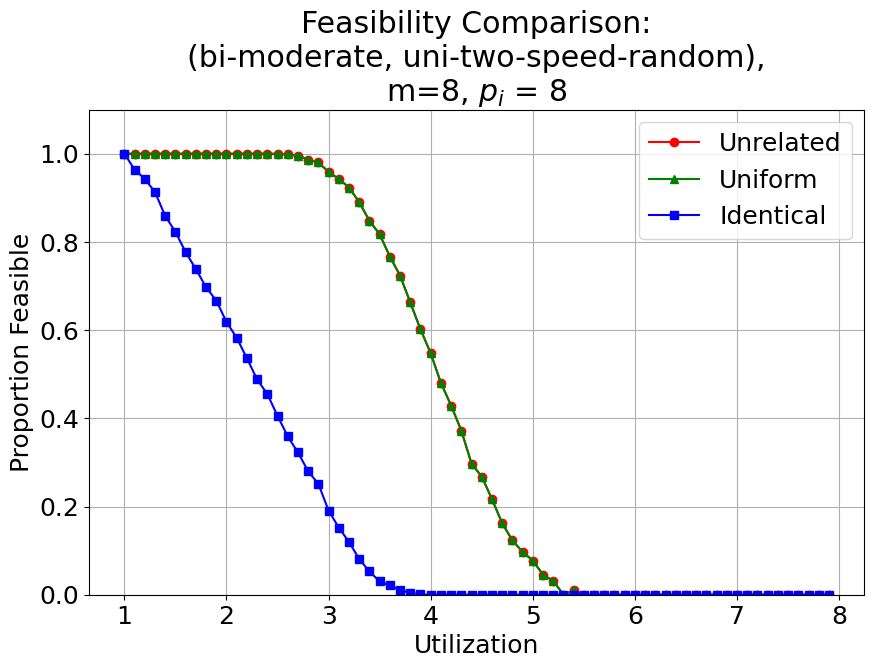 Feasibility Comparison:
(bi-moderate, uni-two-speed-random),
m=8, $p_i$ = 8
Unrelated
Uniform
Identical
Proportion Feasible
1.0
0.8
0.6
0.4
0.2
0.0
1 2 3 4 5 6 7 8
Utilization